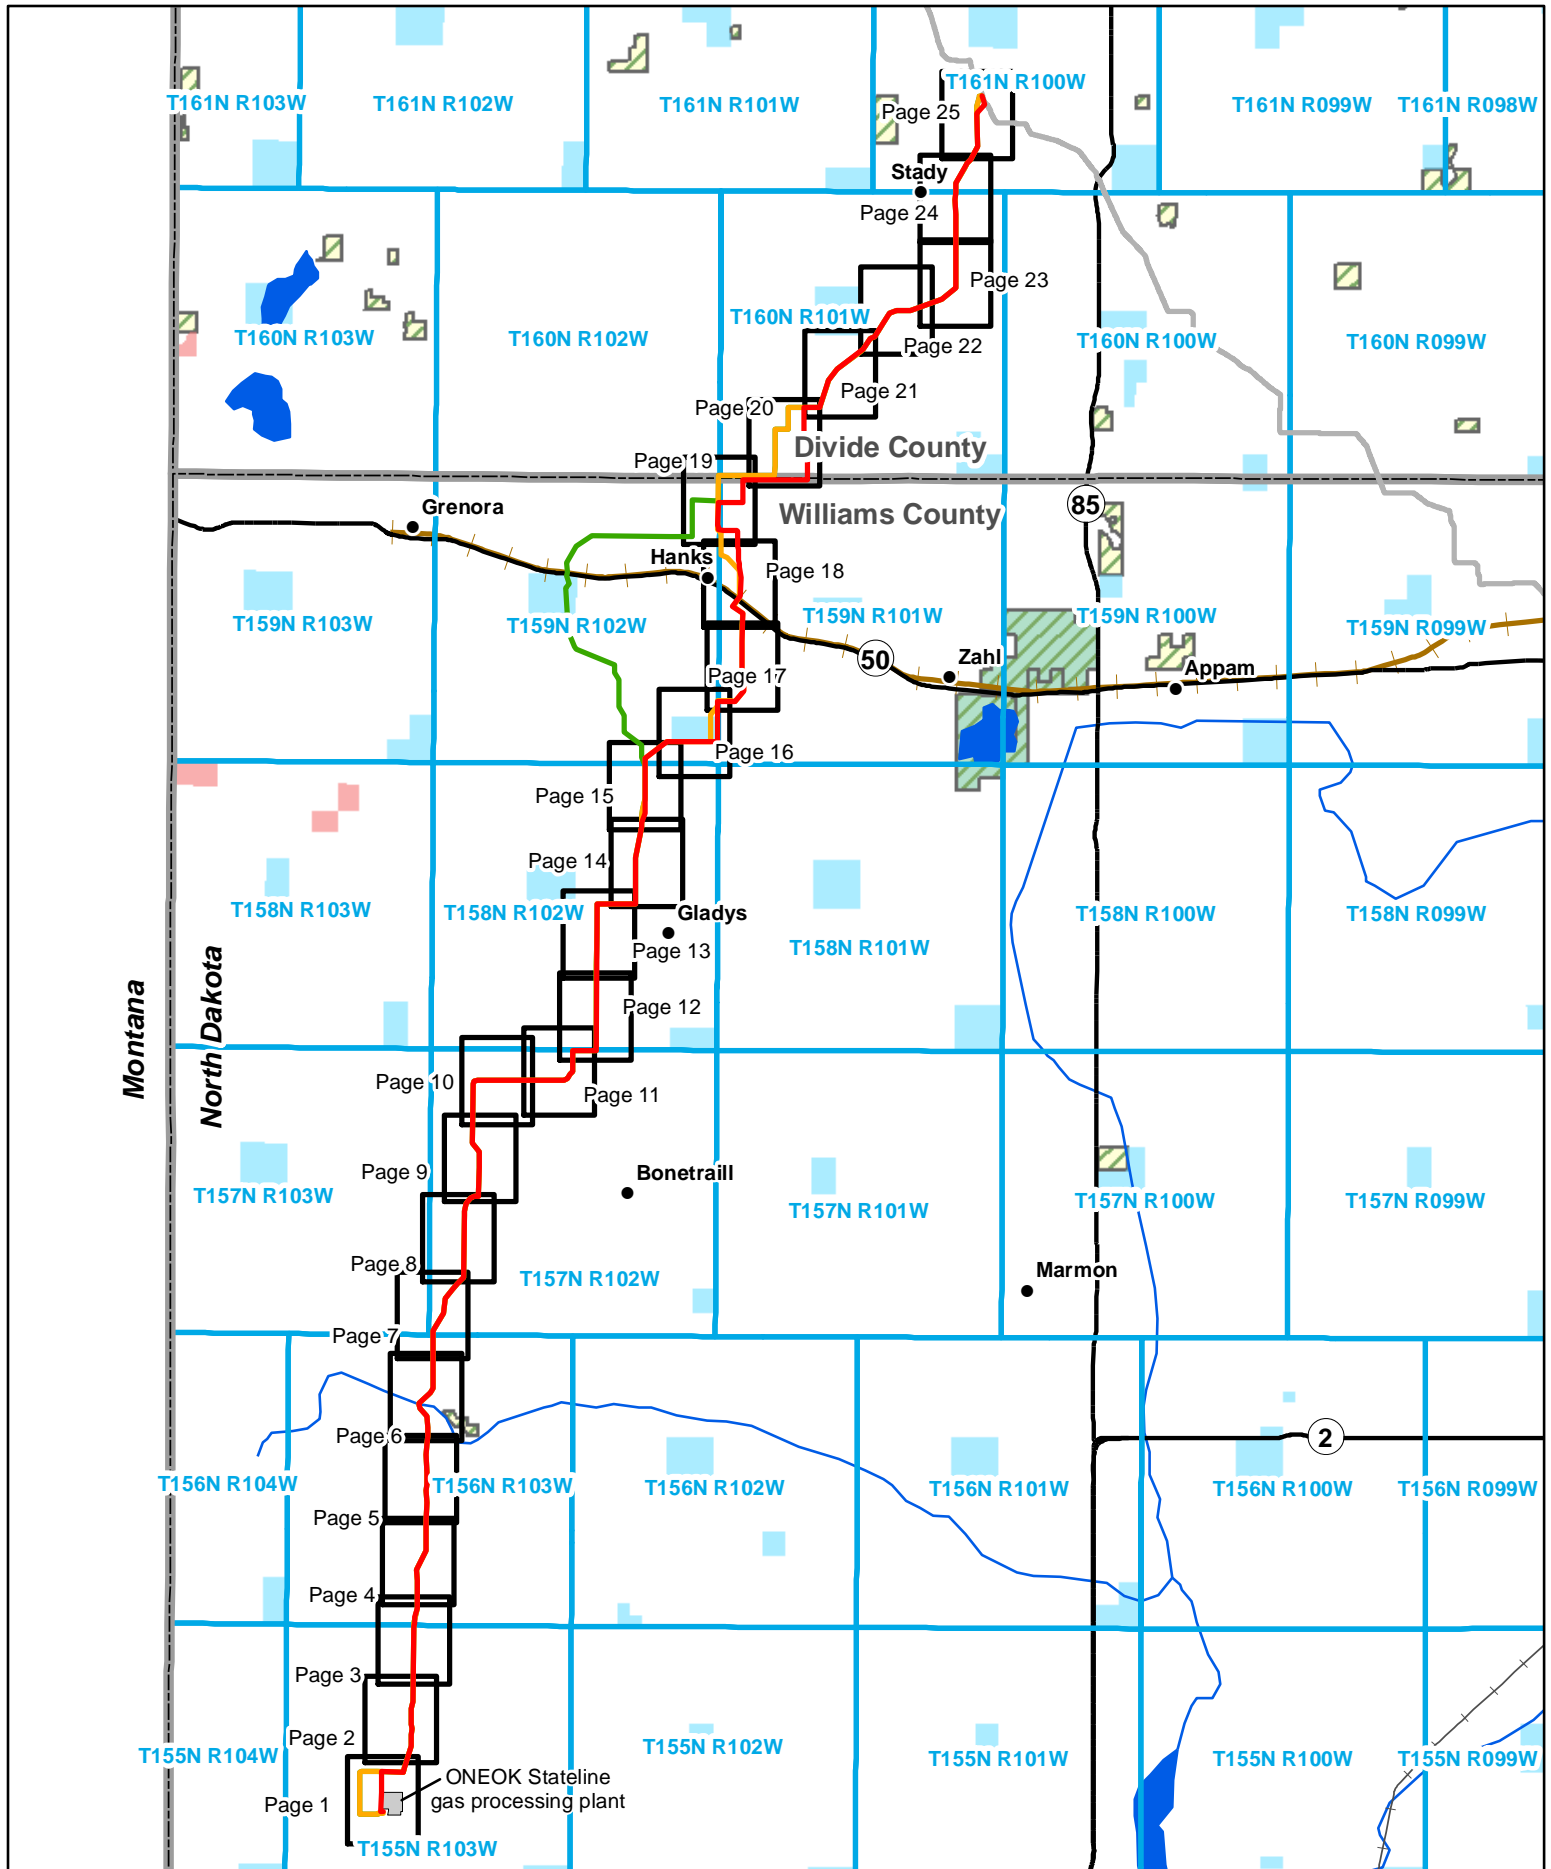 T161N R100W
T161N R103W
T161N R102W
T161N R101W
T161N R099W
T161N R098W
Page 25
Stady
Page 24
Page 23
T160N R101W
T160N R103W
T160N R102W
T160N R100W
T160N R099W
Page 22
Page 21
Page 20
Divide County
Page 19
Williams County
85
Grenora
Hanks
Page 18
T159N R103W
T159N R102W
T159N R101W
T159N R100W
T159N R099W
50
Zahl
Appam
Page 17
Page 16
Page 15
Page 14
T158N R103W
T158N R102W
Gladys
T158N R100W
T158N R099W
Page 13
T158N R101W
Montana
North Dakota
Page 12
Page 10
Page 11
Page 9
Bonetraill
T157N R103W
T157N R101W
T157N R100W
T157N R099W
Page 8
T157N R102W
Marmon
Page 7
Page 6
2
T156N R104W
T156N R103W
T156N R102W
T156N R101W
T156N R100W
T156N R099W
Page 5
Page 4
Page 3
Page 2
T155N R104W
T155N R102W
T155N R101W
T155N R100W
T155N R099W
ONEOK Stateline
gas processing plant
Page 1
T155N R103W